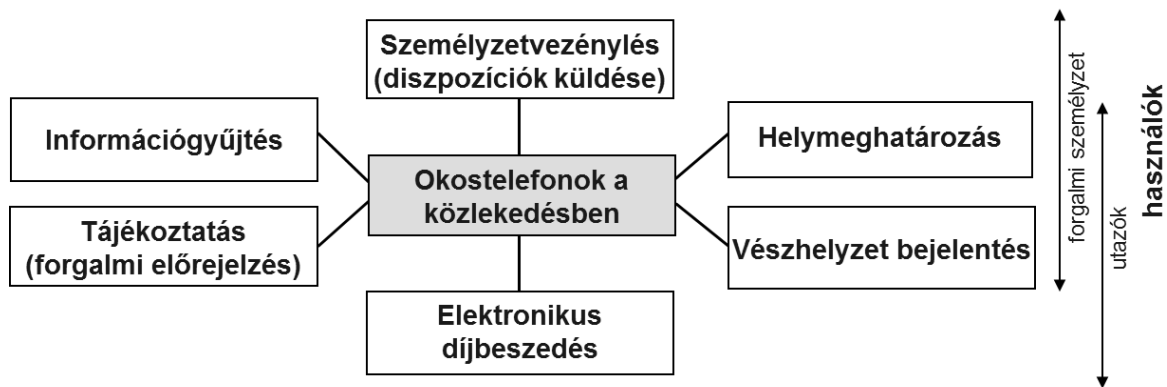 Személyzetvezénylés
(diszpozíciók küldése)
Információgyűjtés
Helymeghatározás
Okostelefonok a
közlekedésben
Tájékoztatás
(forgalmi előrejelzés)
Vészhelyzet bejelentés
Elektronikus
díjbeszedés
forgalmi személyzet
utazók
használók